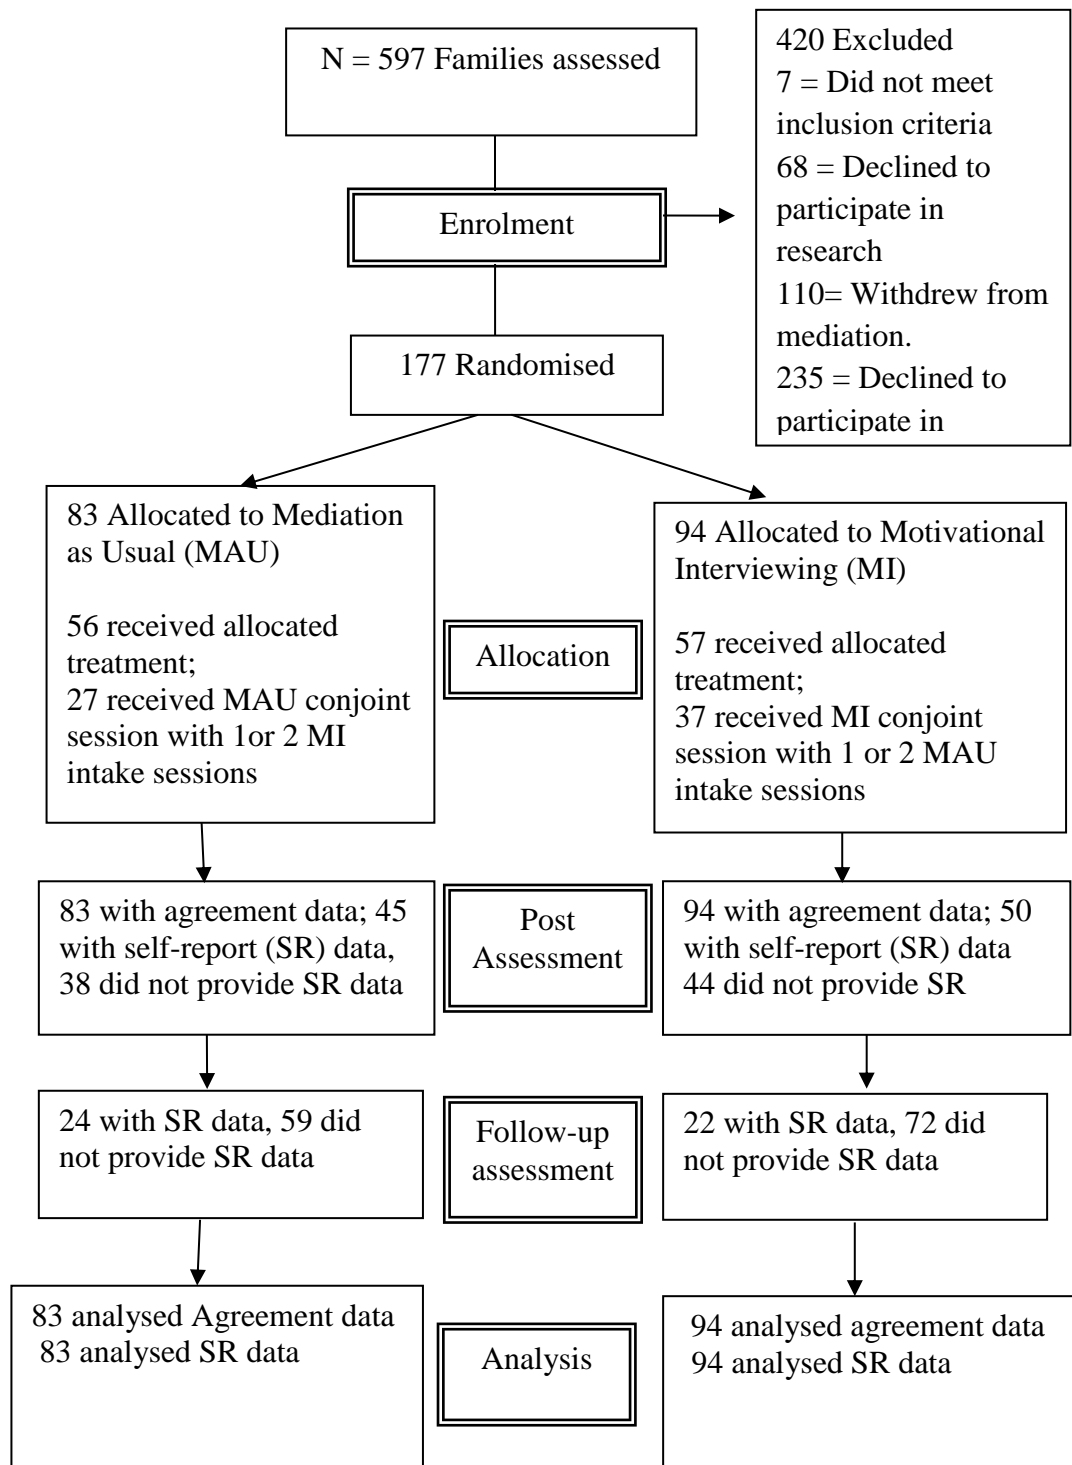 N = 597 Families assessed
420 Excluded
7 = Did not meet
inclusion criteria
68 = Declined to
participate in
research
110= Withdrew from
mediation.
235 = Declined to
participate in
Enrolment
177 Randomised
83 Allocated to Mediation
as Usual (MAU)
56 received allocated
treatment;
27 received MAU conjoint
session with 1or 2 MI
intake sessions
Allocation
94 Allocated to Motivational
Interviewing (MI)
57 received allocated
treatment;
37 received MI conjoint
session with 1 or 2 MAU
intake sessions
83 with agreement data; 45
with self-report (SR) data,
38 did not provide SR data
Post
Assessment
94 with agreement data; 50
with self-report (SR) data
44 did not provide SR
24 with SR data, 59 did
not provide SR data
Follow-up
assessment
22 with SR data, 72 did
not provide SR data
83 analysed Agreement data
83 analysed SR data
Analysis
94 analysed agreement data
94 analysed SR data